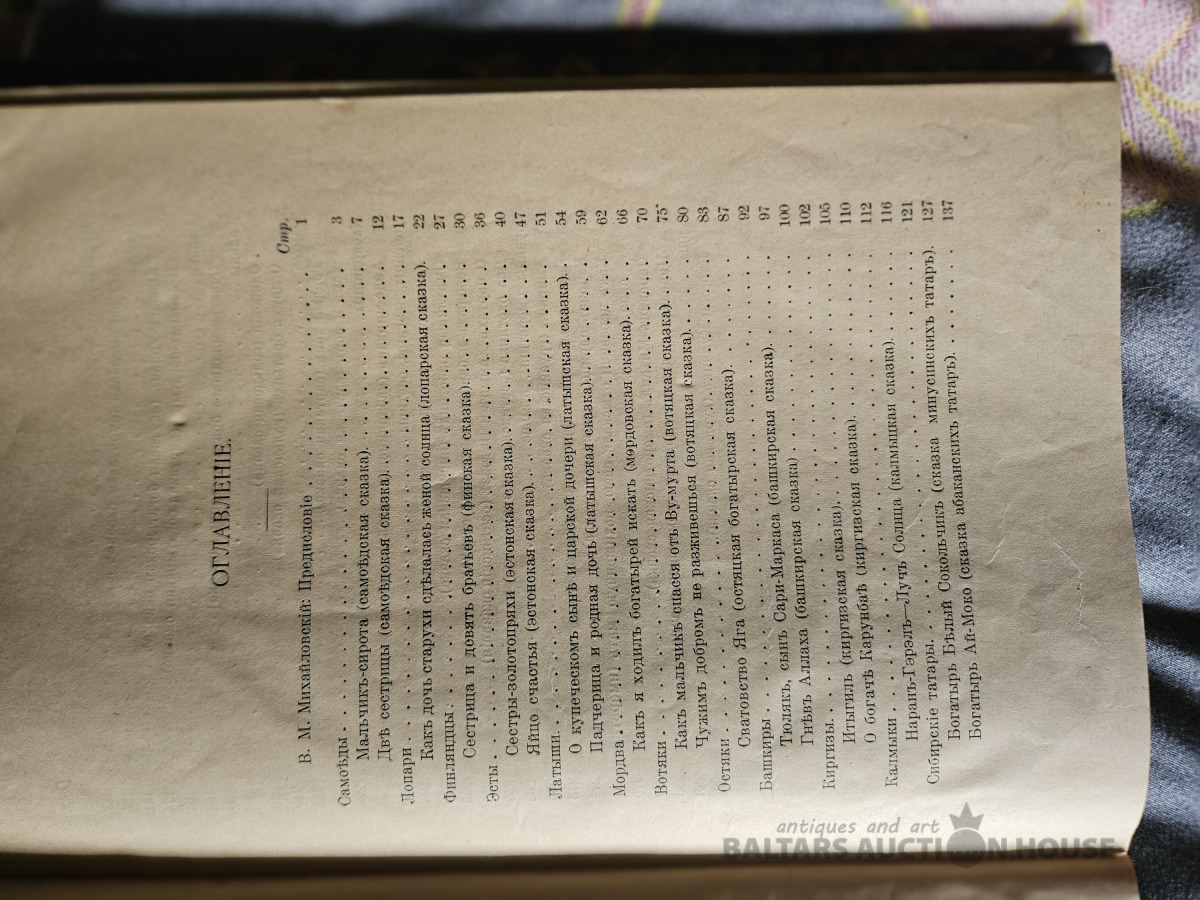 ОГЛАВЛЕНІЕ.
Стр.
В. М. Михайловскій: Предисловіе . . . . . . . . . . 1
Самоѣды . . . . . . . . . . 3
Мальчикъ-сирота (самоѣдская сказка). . . . . . . . . . 7
Двѣ сестрицы (самоѣдская сказка). . . . . . . . . . 12
Лопари . . . . . . . . . . 17
Какъ дочь старухи сдѣлалась женой солнца (лопарская сказка). 22
Финляндцы . . . . . . . . . . 27
Сестрица и девять братьевъ (финская сказка). . . . . . . 30
Эсты . . . . . . . . . . 36
Сестры-золотопряхи (эстонская сказка). . . . . . . . . 40
Яйцо счастья (эстонская сказка). . . . . . . . . . 47
Латыши. . . . . . . . . . 51
О купеческомъ сынѣ и царской дочери (латышская сказка). . 54
Падчерица и родная дочь (латышская сказка). . . . . . . 59
Мордва . . . . . . . . . . 62
Какъ я ходилъ богатырей искать (мордовская сказка). . . . 66
Вотяки . . . . . . . . . . 70
Какъ мальчикъ спасся отъ Ву-мурта (вотяцкая сказка). . . 75
Чужимъ добромъ не разживешься (вотяцкая сказка). . . . . 80
Остяки . . . . . . . . . . 83
Сватовство Яга (остяцкая богатырская сказка). . . . . . 87
Башкиры . . . . . . . . . . 92
Тюлякъ, сынъ Сари-Маркаса (башкирская сказка). . . . . 97
Гнѣвъ Аллаха (башкирская сказка) . . . . . . . . . 100
Киргизы. . . . . . . . . . 102
Итыгиль (киргизская сказка). . . . . . . . . . 105
О богачѣ Карунбаѣ (киргизская сказка) . . . . . . . 110
Калмыки . . . . . . . . . . 112
Наранъ-Гэрэлъ—Лучъ Солнца (калмыцкая сказка). . . . . 116
Сибирскіе татары. . . . . . . . . . 121
Богатырь Бѣлый Сокольчикъ (сказка минусинскихъ татаръ). 127
Богатырь Ай-Моко (сказка абаканскихъ татаръ). . . . . . 137
antiques and art
BALTARS AUCTION HOUSE